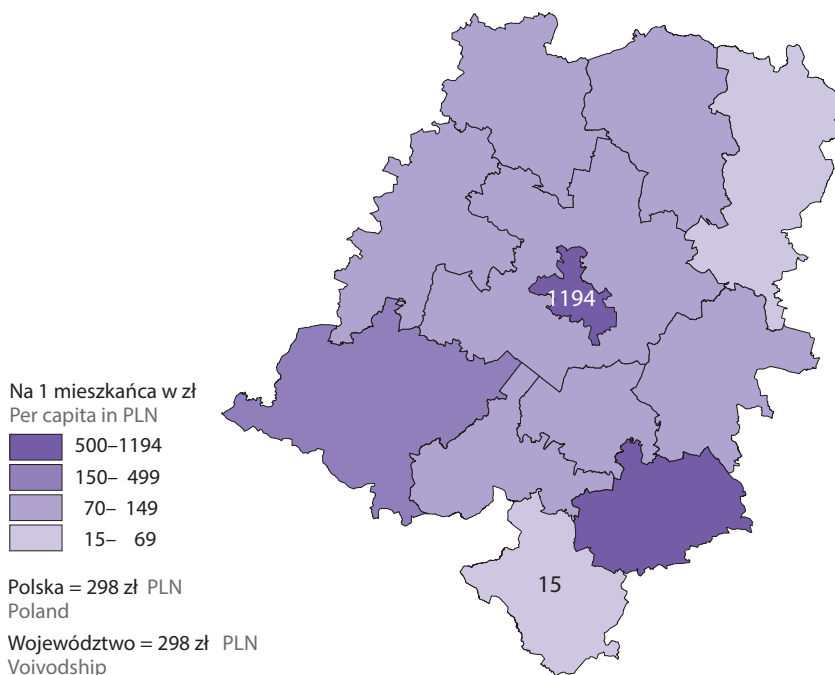 1194
Na 1 mieszkańca w zł
Per capita in PLN
500–1194
150– 499
70– 149
15– 69
15
Polska = 298 zł PLN
Poland
Województwo = 298 zł PLN
Voivodship